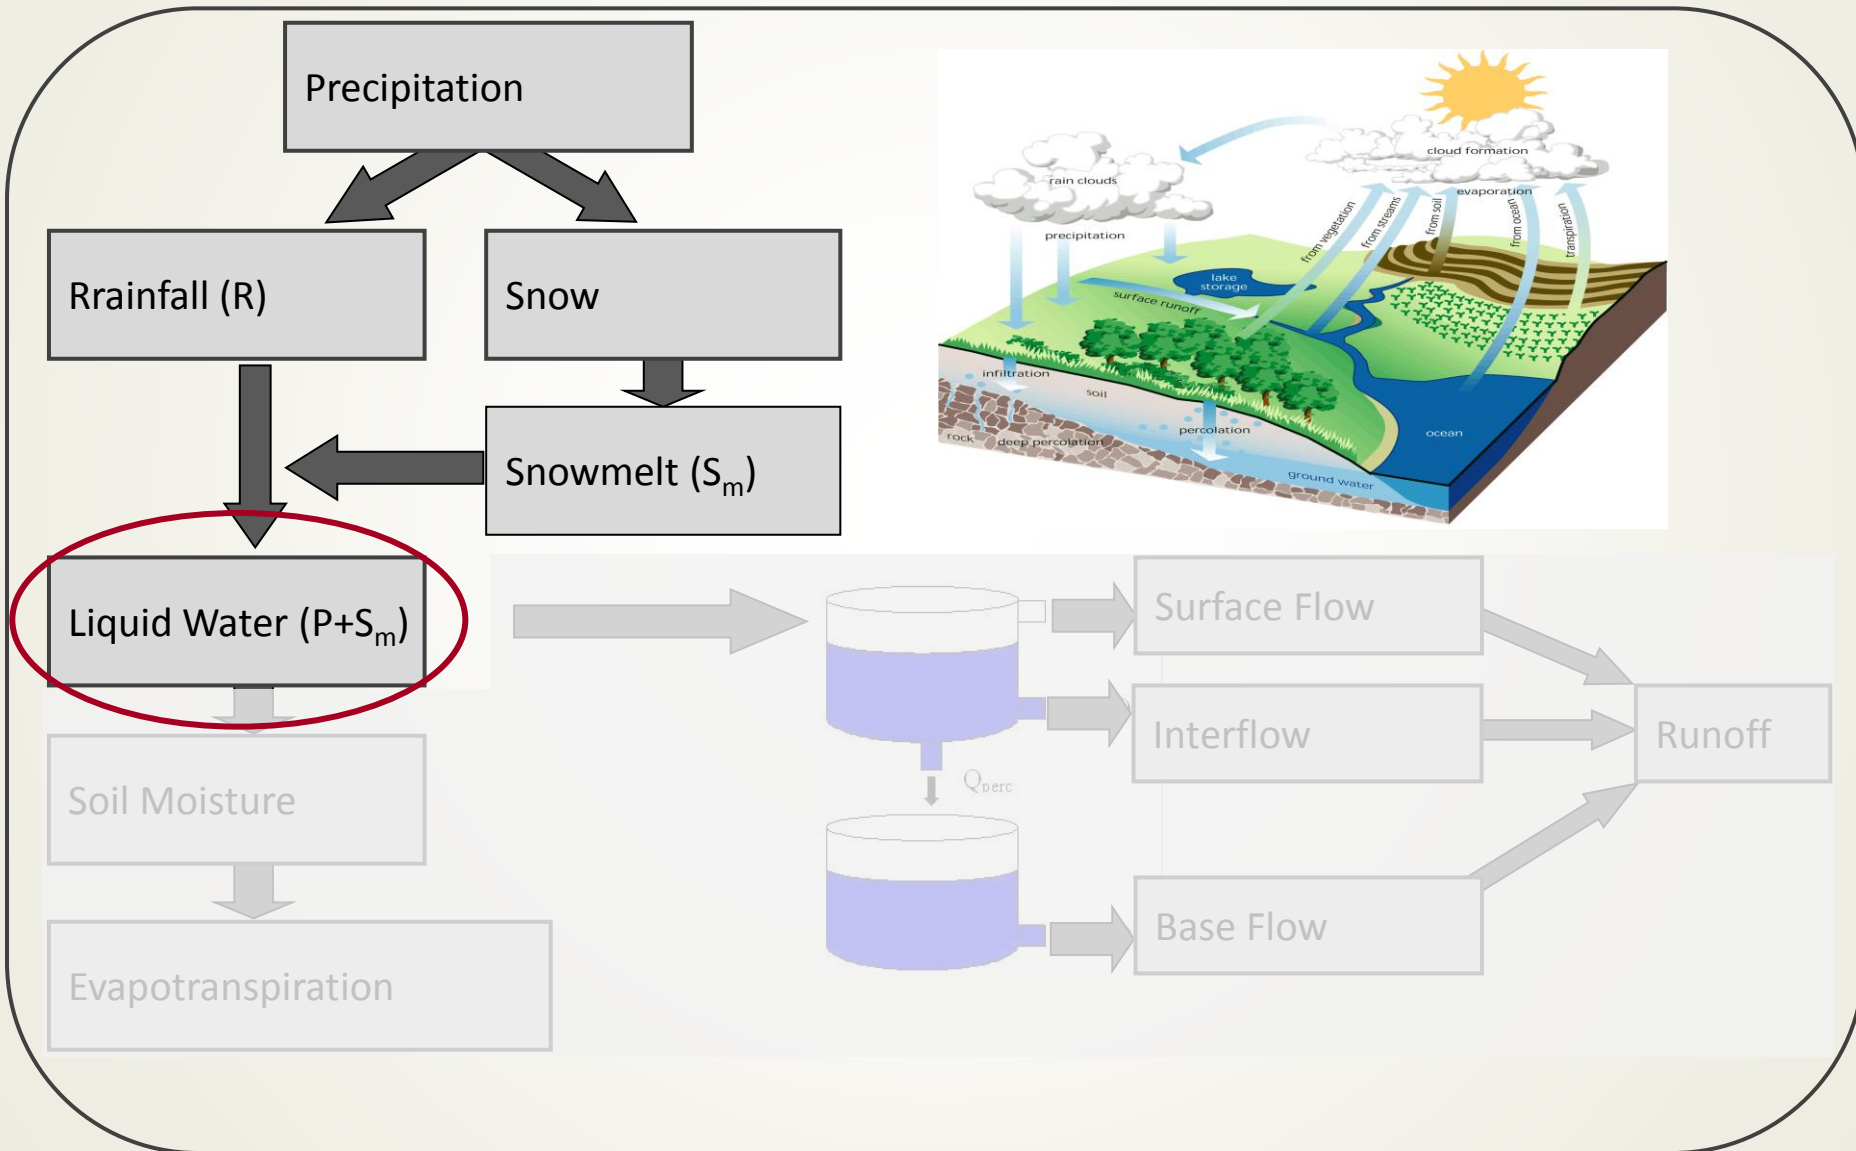 Precipitation
Rrainfall (R)
Snow
Snowmelt (Sₘ)
Liquid Water (P+Sₘ)
Soil Moisture
Evapotranspiration
Q perc
Surface Flow
Interflow
Base Flow
Runoff
cloud formation
rain clouds
evaporation
precipitation
from vegetation
from streams
from soil
from ocean
transpiration
lake
storage
surface runoff
infiltration
soil
percolation
ocean
rock
deep percolation
ground water